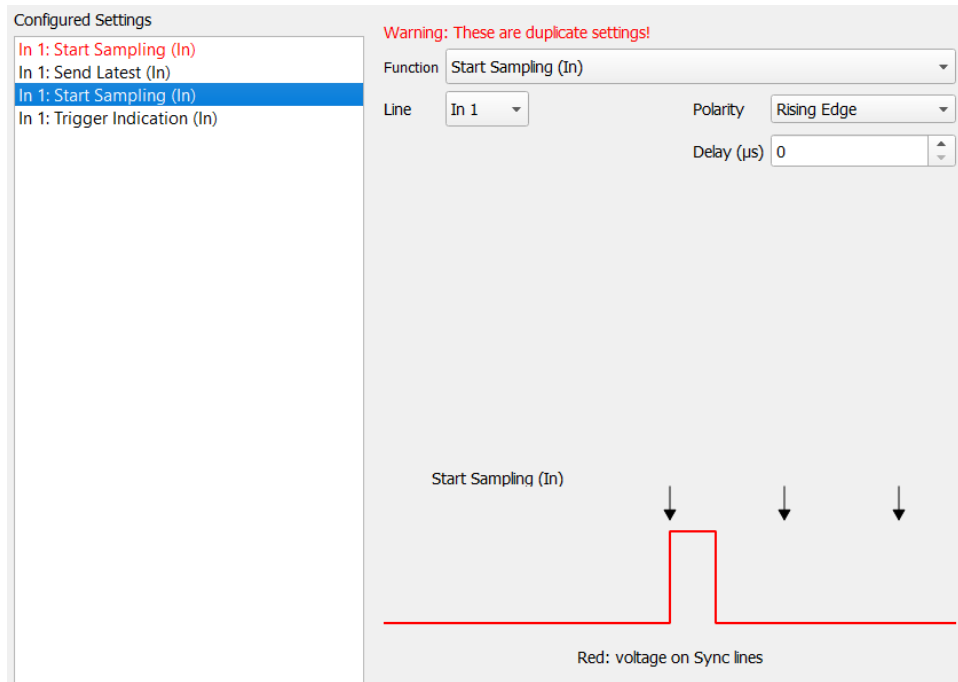 Configured Settings
In 1: Start Sampling (In)
In 1: Send Latest (In)
In 1: Start Sampling (In)
In 1: Trigger Indication (In)
Warning: These are duplicate settings!
Function Start Sampling (In)
Line In 1 Polarity Rising Edge
Delay (µs) 0
Start Sampling (In)
Red: voltage on Sync lines